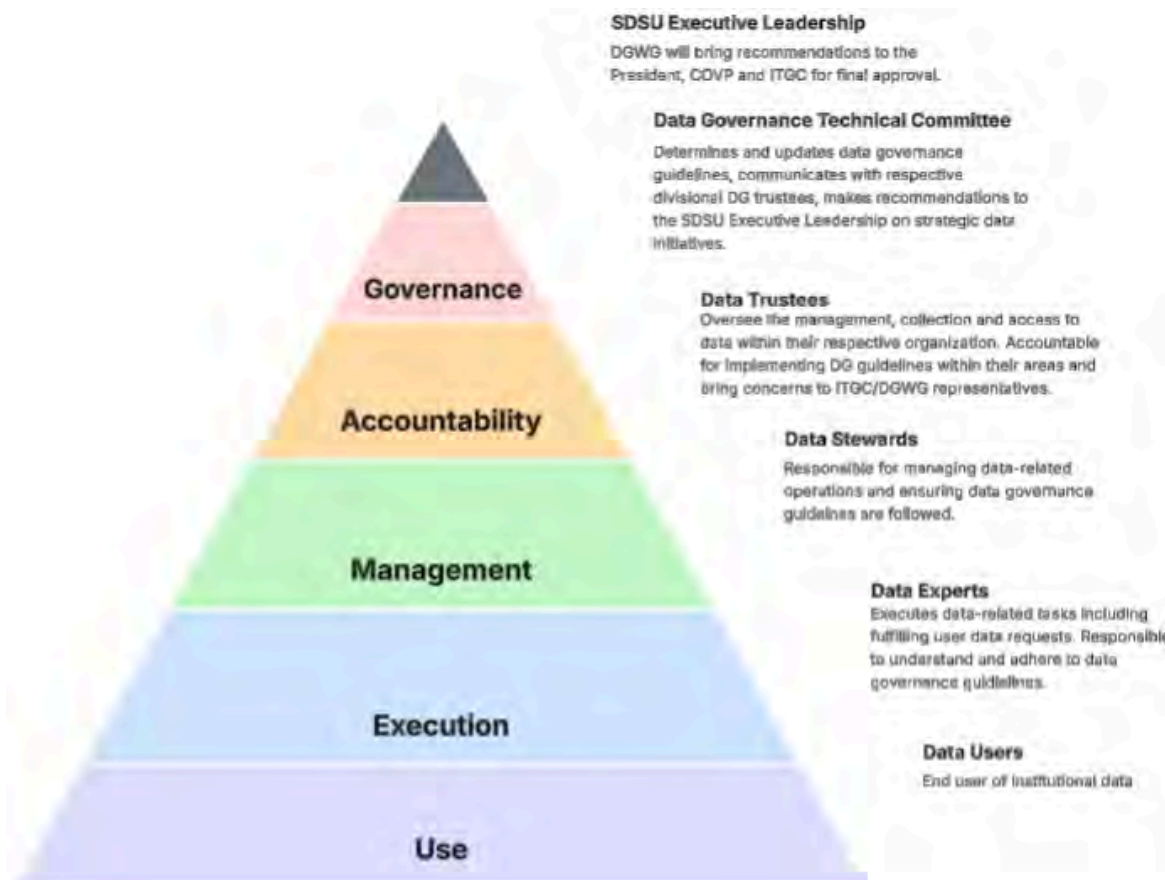 SDSU Executive Leadership
DGWG will bring recommendations to the
President, COVP and ITGC for final approval.
Data Governance Technical Committee
Determines and updates data governance
guidelines, communicates with respective
divisional DG trustees, makes recommendations to
the SDSU Executive Leadership on strategic data
initiatives.
Governance
Data Trustees
Oversee the management, collection and access to
data within their respective organization. Accountable
for implementing DG guidelines within their areas and
bring concerns to ITGC/DGWG representatives.
Accountability
Data Stewards
Responsible for managing data-related
operations and ensuring data governance
guidelines are followed.
Management
Data Experts
Executes data-related tasks including
fulfilling user data requests. Responsible
to understand and adhere to data
governance
Execution
Data Users
End user of institutional data
Use